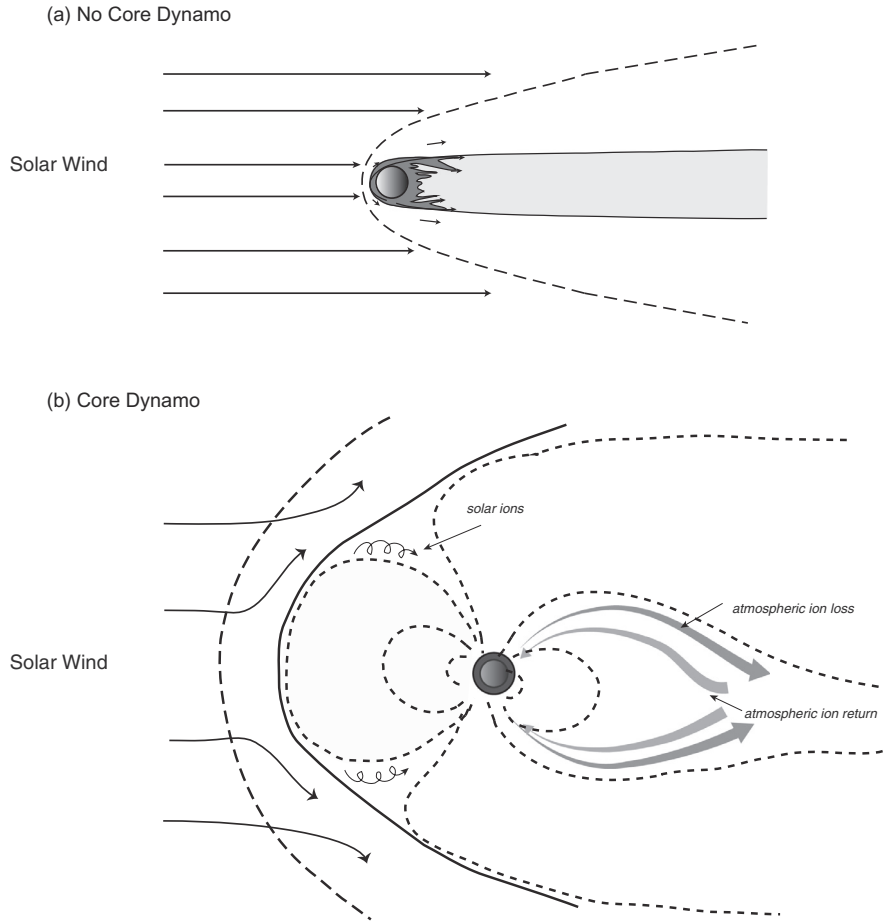 (a) No Core Dynamo
Solar Wind
(b) Core Dynamo
solar ions
atmospheric ion loss
Solar Wind
atmospheric ion return